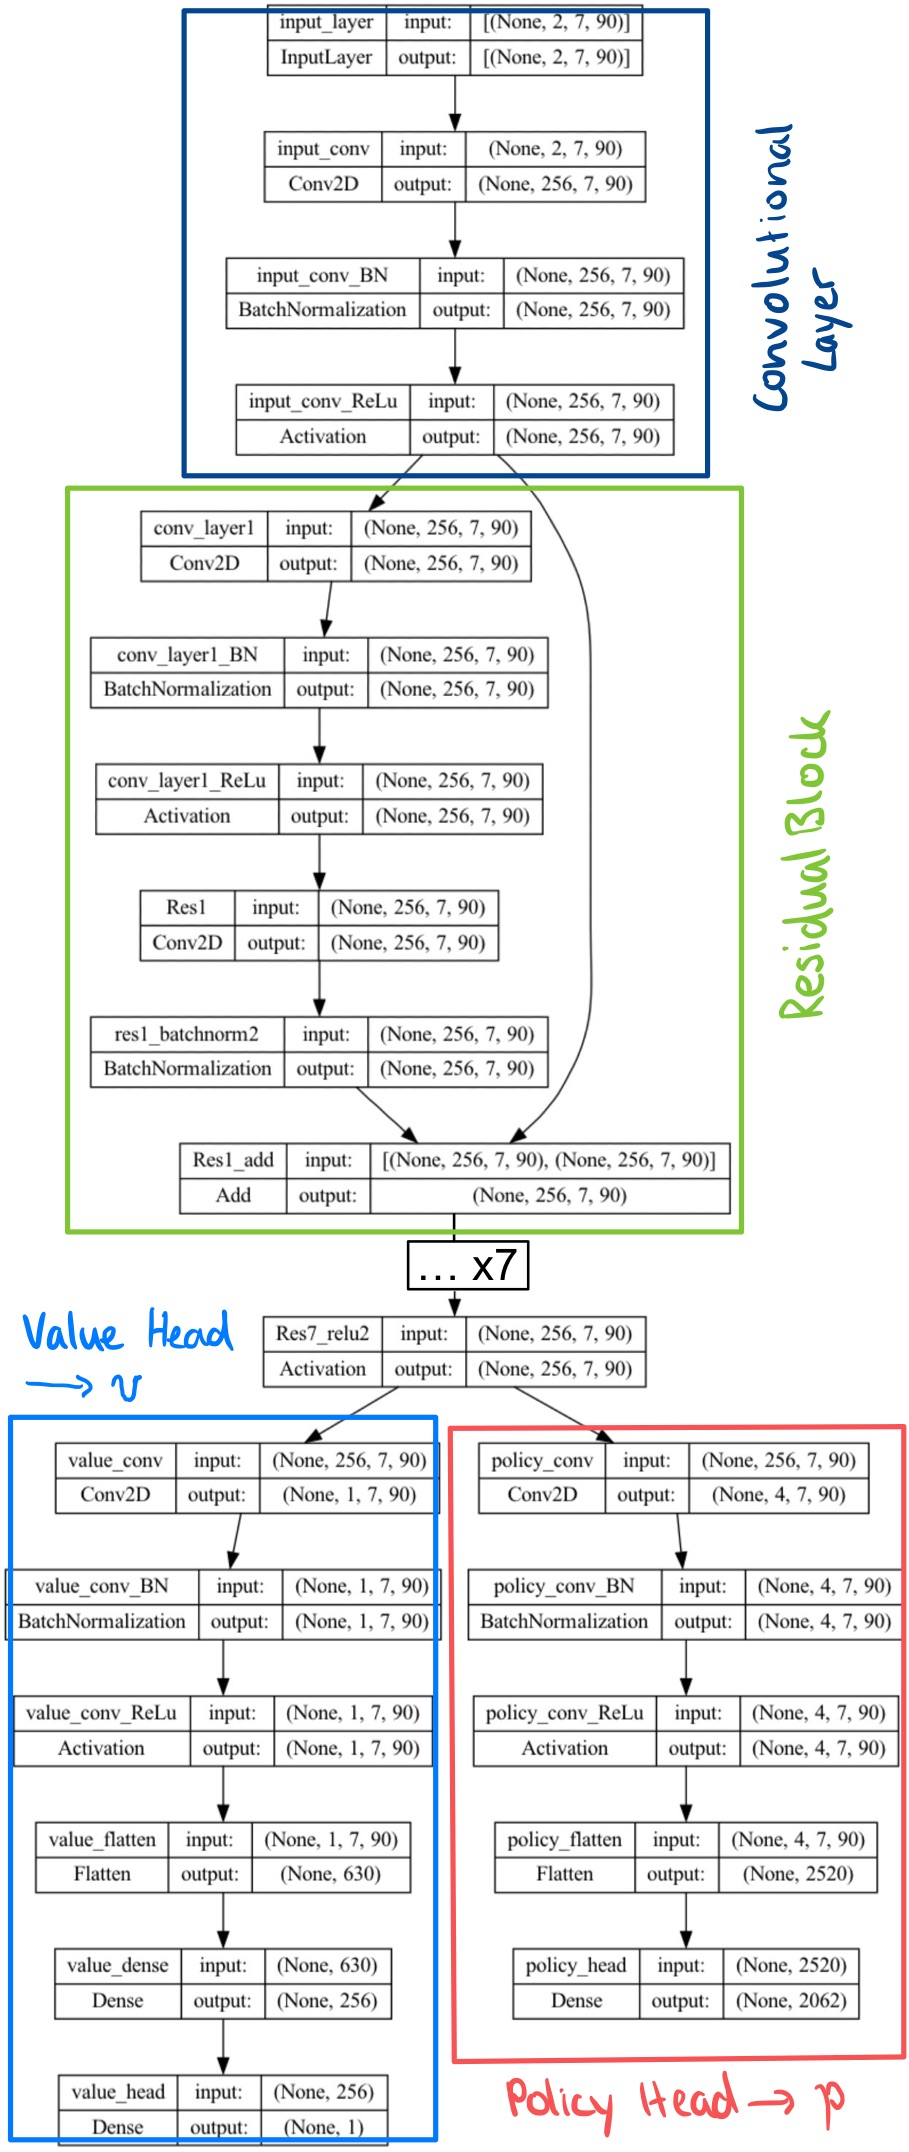 input_layer input: [(None, 2, 7, 90)]
InputLayer output: [(None, 2, 7, 90)]
input_conv input: (None, 2, 7, 90)
Conv2D output: (None, 256, 7, 90)
input_conv_BN input: (None, 256, 7, 90)
BatchNormalization output: (None, 256, 7, 90)
input_conv_ReLu input: (None, 256, 7, 90)
Activation output: (None, 256, 7, 90)
Convolutional
Layer
conv_layer1 input: (None, 256, 7, 90)
Conv2D output: (None, 256, 7, 90)
conv_layer1_BN input: (None, 256, 7, 90)
BatchNormalization output: (None, 256, 7, 90)
conv_layer1_ReLu input: (None, 256, 7, 90)
Activation output: (None, 256, 7, 90)
Res1 input: (None, 256, 7, 90)
Conv2D output: (None, 256, 7, 90)
res1_batchnorm2 input: (None, 256, 7, 90)
BatchNormalization output: (None, 256, 7, 90)
Res1_add input: [(None, 256, 7, 90), (None, 256, 7, 90)]
Add output: (None, 256, 7, 90)
Residual Block
... x7
Res7_relu2 input: (None, 256, 7, 90)
Activation output: (None, 256, 7, 90)
Value Head
→ v
value_conv input: (None, 256, 7, 90)
Conv2D output: (None, 1, 7, 90)
value_conv_BN input: (None, 1, 7, 90)
BatchNormalization output: (None, 1, 7, 90)
value_conv_ReLu input: (None, 1, 7, 90)
Activation output: (None, 1, 7, 90)
value_flatten input: (None, 1, 7, 90)
Flatten output: (None, 630)
value_dense input: (None, 630)
Dense output: (None, 256)
value_head input: (None, 256)
Dense output: (None, 1)
policy_conv input: (None, 256, 7, 90)
Conv2D output: (None, 4, 7, 90)
policy_conv_BN input: (None, 4, 7, 90)
BatchNormalization output: (None, 4, 7, 90)
policy_conv_ReLu input: (None, 4, 7, 90)
Activation output: (None, 4, 7, 90)
policy_flatten input: (None, 4, 7, 90)
Flatten output: (None, 2520)
policy_head input: (None, 2520)
Dense output: (None, 2062)
Policy Head → p